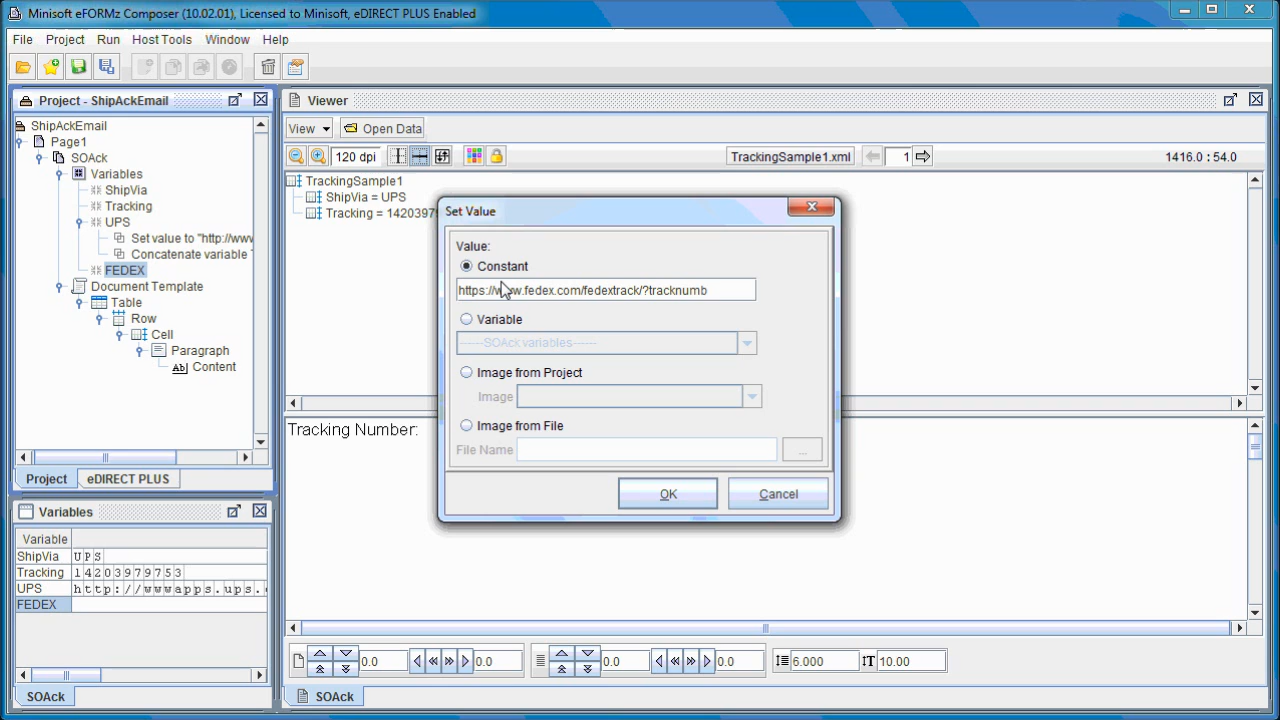 Minisoft eFORMz Composer (10.02.01), Licensed to Minisoft, eDIRECT PLUS Enabled
File Project Run Host Tools Window Help
Project - ShipAckEmail
ShipAckEmail
Page1
SOAck
Variables
ShipVia
Tracking
UPS
Set value to "http://www
Concatenate variable
FEDEX
Document Template
Table
Row
Cell
Paragraph
Ab Content
Project eDIRECT PLUS
Variables
Variable
ShipVia UPS
Tracking 14203979753
UPS http://wwwapps.ups.
FEDEX
SOAck
Viewer
View Open Data
120 dpi TrackingSample1.xml 1 1416.0 : 54.0
TrackingSample1
ShipVia = UPS
Tracking = 14203979
Tracking Number:
Set Value
Value:
Constant
https://www.fedex.com/fedextrack/?tracknumb
Variable
------SOAck variables------
Image from Project
Image
Image from File
File Name ...
OK Cancel
0.0 0.0 0.0 0.0 6.000 10.00
SOAck